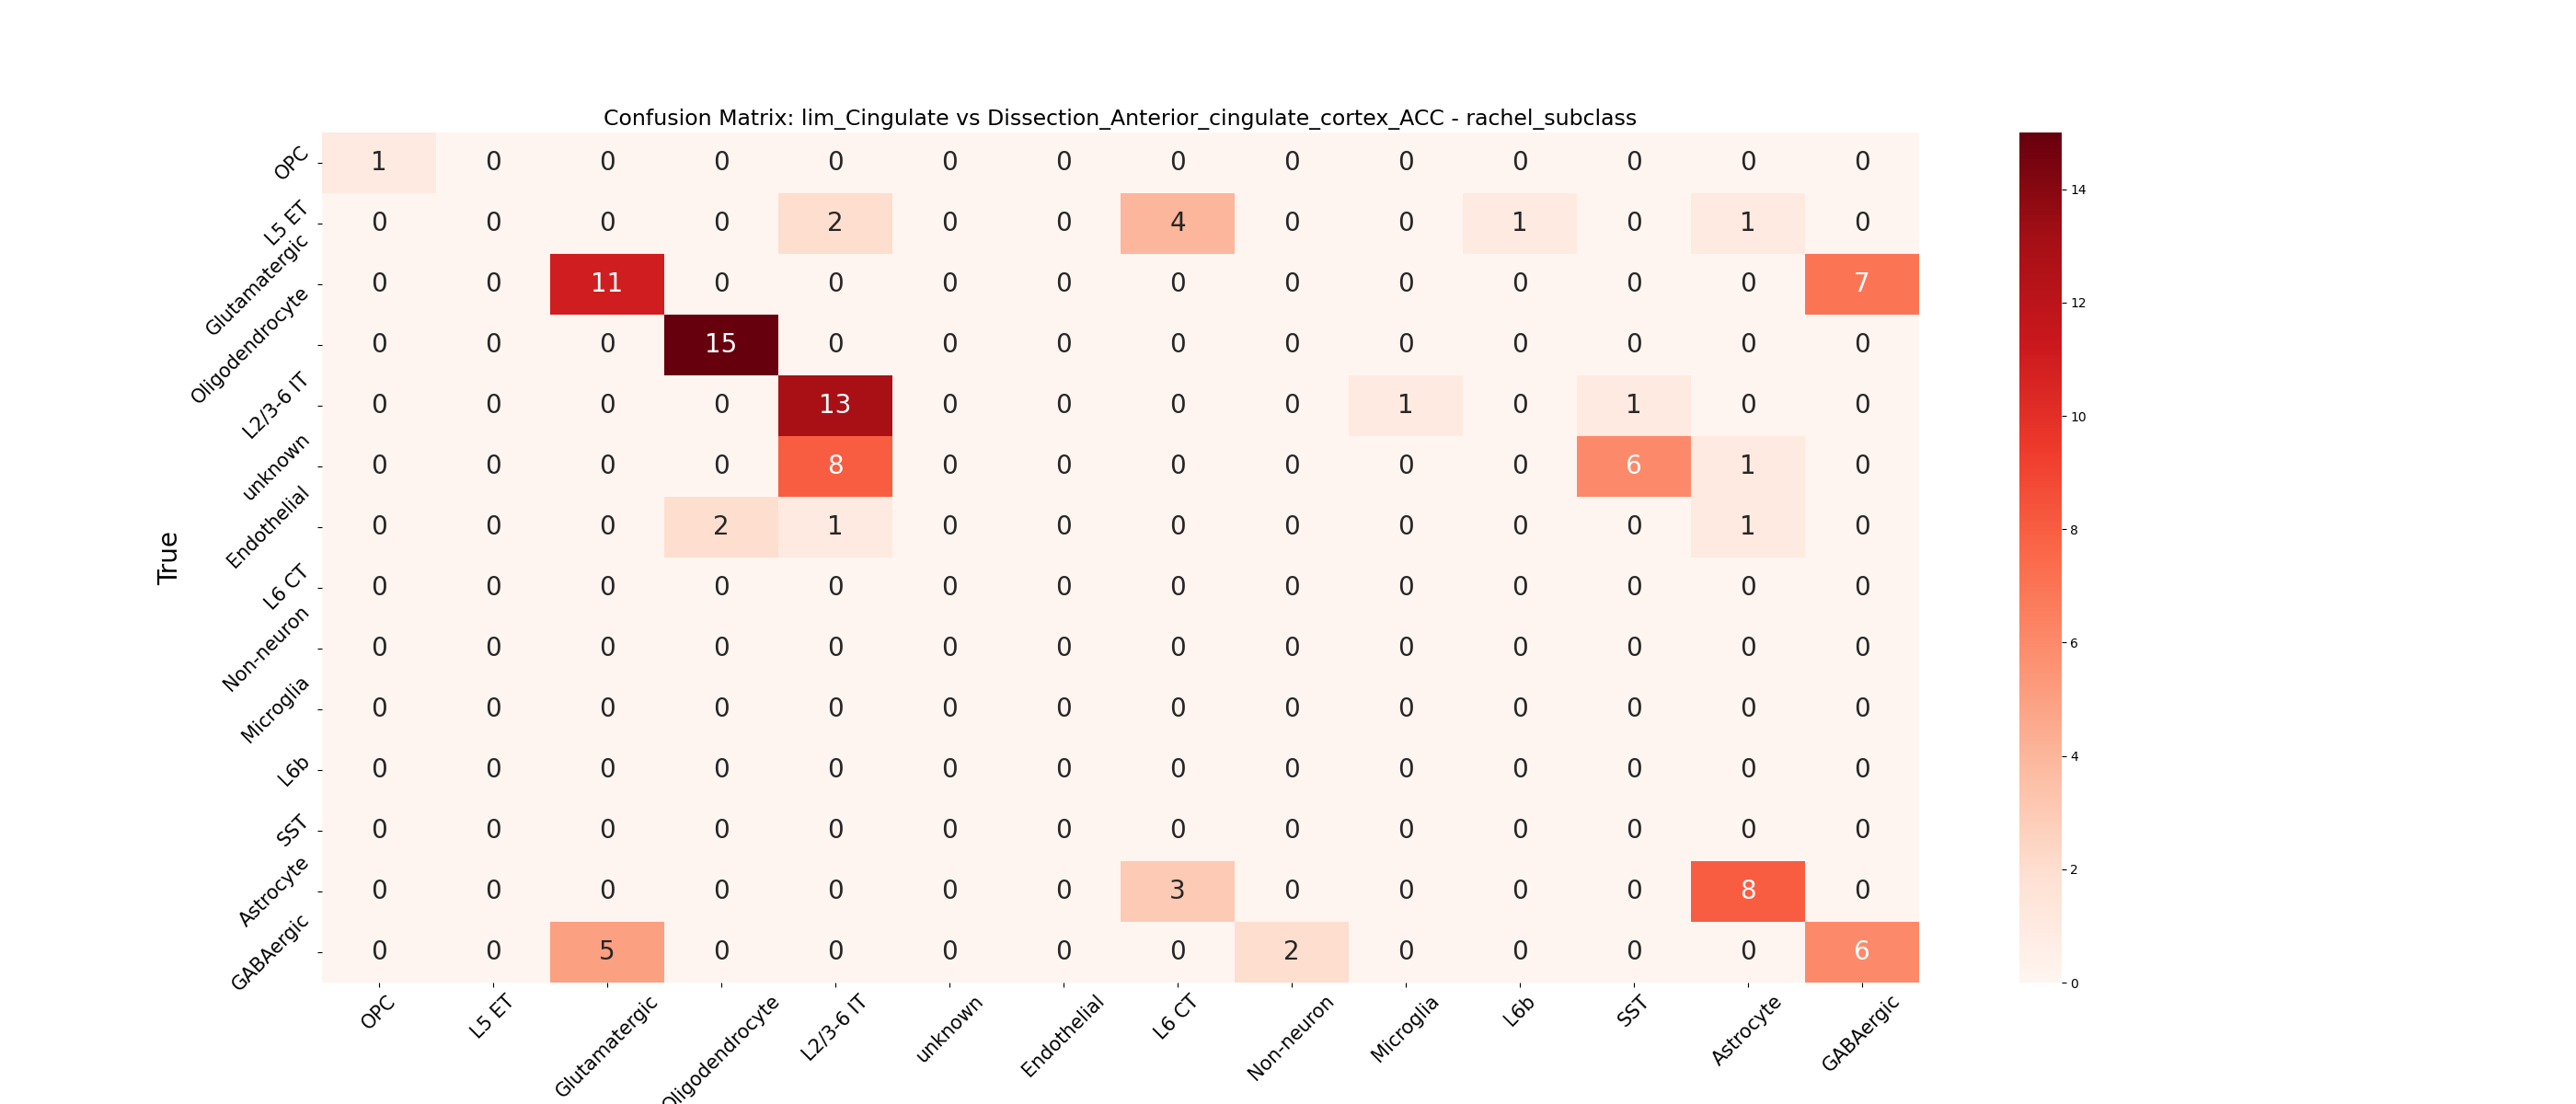 Confusion Matrix: lim_Cingulate vs Dissection_Anterior_cingulate_cortex_ACC - rachel_subclass
OPC 1 0 0 0 0 0 0 0 0 0 0 0 0 0
L5 ET 0 0 0 0 2 0 0 4 0 0 1 0 1 0
Glutamatergic 0 0 11 0 0 0 0 0 0 0 0 0 0 7
Oligodendrocyte 0 0 0 15 0 0 0 0 0 0 0 0 0 0
L2/3-6 IT 0 0 0 0 13 0 0 0 0 1 0 1 0 0
unknown 0 0 0 0 8 0 0 0 0 0 0 6 1 0
Endothelial 0 0 0 2 1 0 0 0 0 0 0 0 1 0
L6 CT 0 0 0 0 0 0 0 0 0 0 0 0 0 0
Non-neuron 0 0 0 0 0 0 0 0 0 0 0 0 0 0
Microglia 0 0 0 0 0 0 0 0 0 0 0 0 0 0
L6b 0 0 0 0 0 0 0 0 0 0 0 0 0 0
SST 0 0 0 0 0 0 0 0 0 0 0 0 0 0
Astrocyte 0 0 0 0 0 0 0 3 0 0 0 0 8 0
GABAergic 0 0 5 0 0 0 0 0 2 0 0 0 0 6
True
OPC L5 ET Glutamatergic Oligodendrocyte L2/3-6 IT unknown Endothelial L6 CT Non-neuron Microglia L6b SST Astrocyte GABAergic
14
12
10
8
6
4
2
0